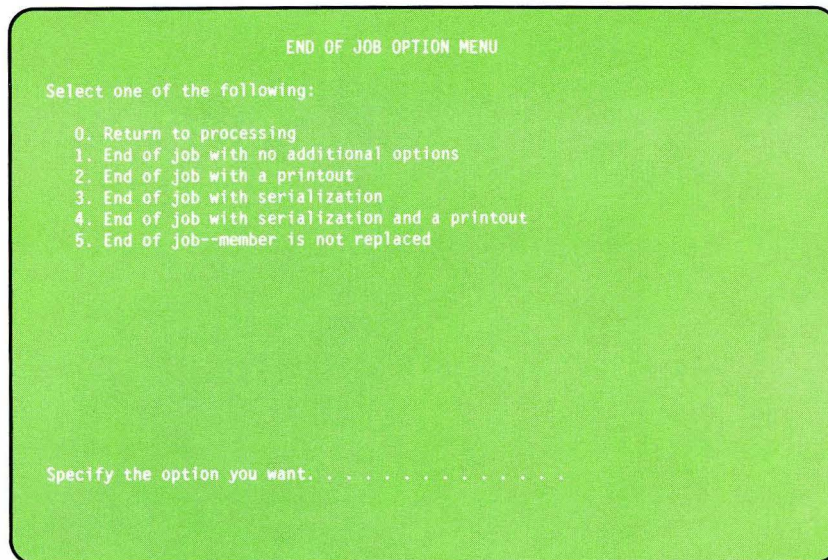 END OF JOB OPTION MENU
Select one of the following:
0. Return to processing
1. End of job with no additional options
2. End of job with a printout
3. End of job with serialization
4. End of job with serialization and a printout
5. End of job--member is not replaced
Specify the option you want. . . . . . . . . . . . . . .